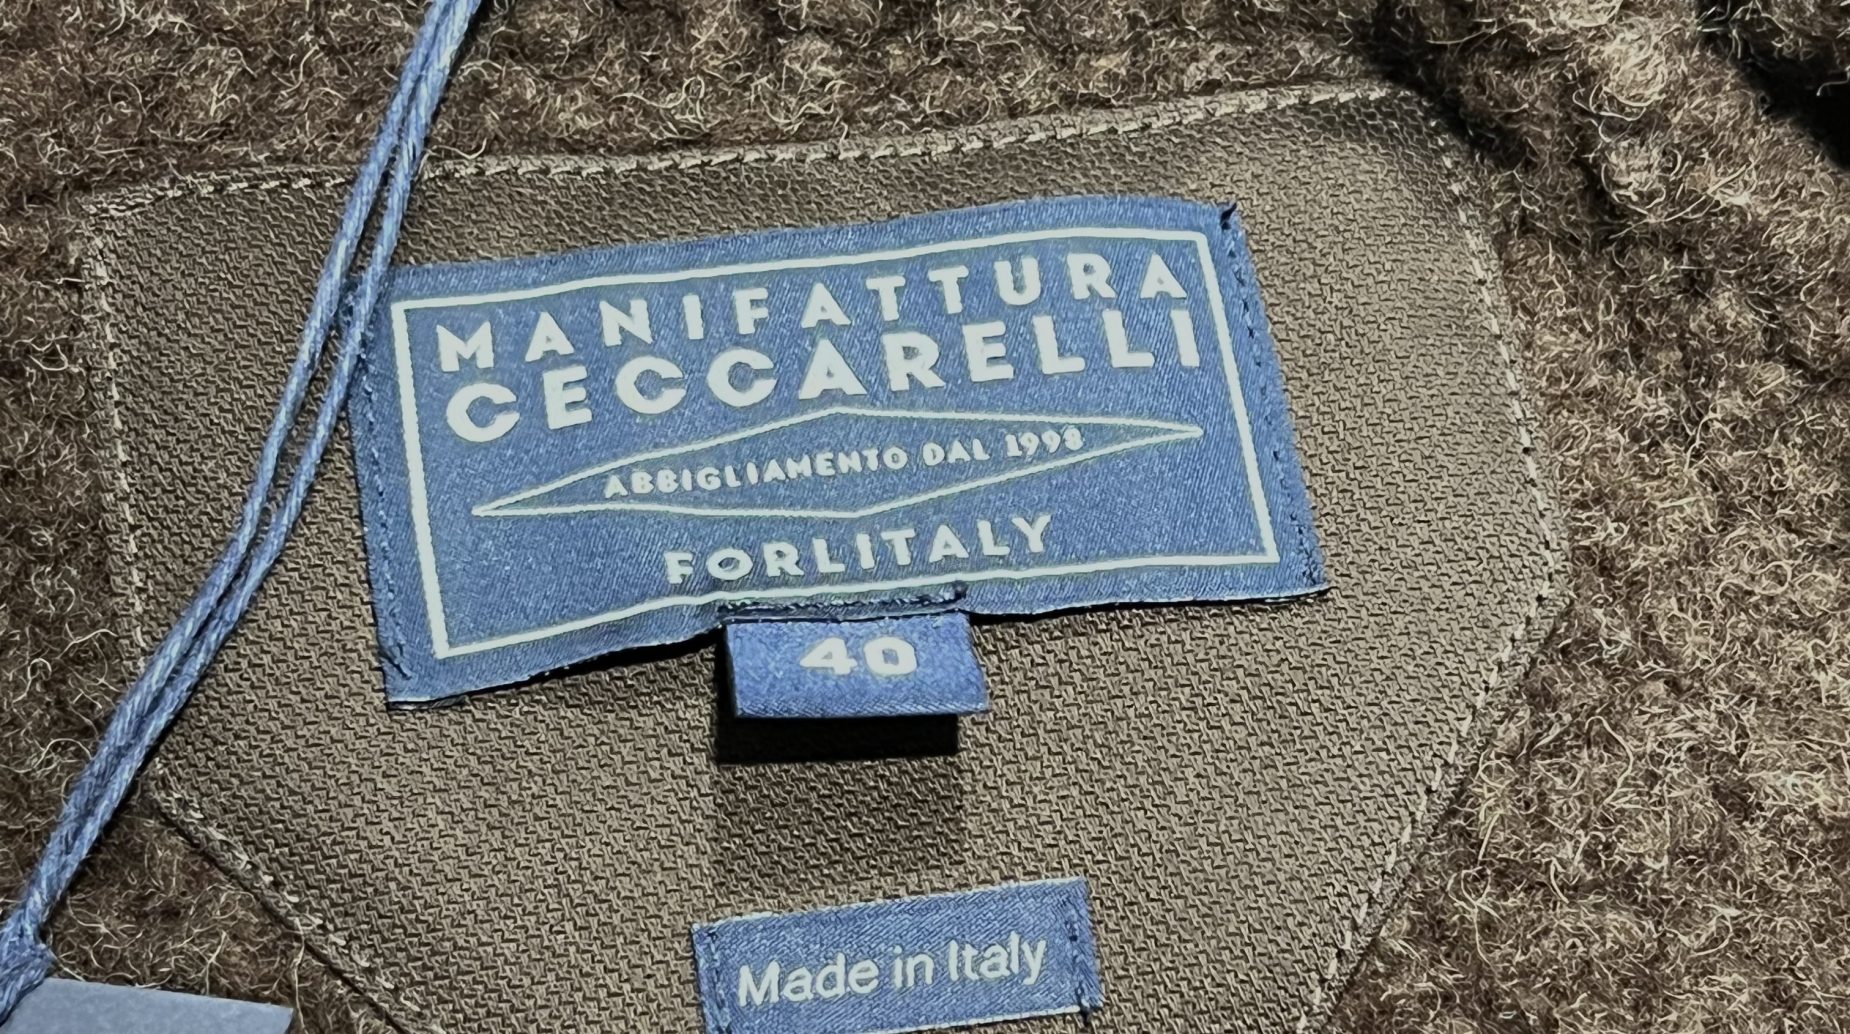 MANIFATTURA
CECCARELLI
ABBIGLIAMENTO DAL 1998
FORLITALY
40
Made in Italy